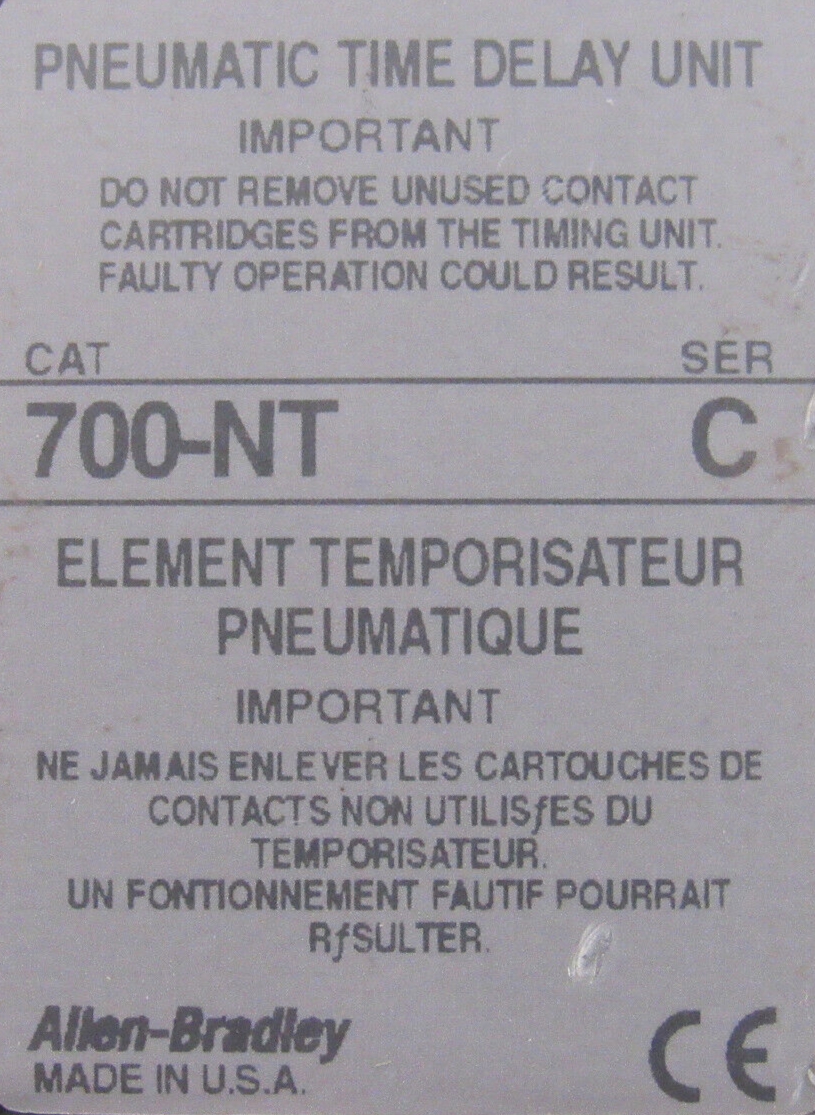 PNEUMATIC TIME DELAY UNIT
IMPORTANT
DO NOT REMOVE UNUSED CONTACT
CARTRIDGES FROM THE TIMING UNIT.
FAULTY OPERATION COULD RESULT.
CAT SER
700-NT C
ELEMENT TEMPORISATEUR
PNEUMATIQUE
IMPORTANT
NE JAMAIS ENLEVER LES CARTOUCHES DE
CONTACTS NON UTILISƒES DU
TEMPORISATEUR.
UN FONTIONNEMENT FAUTIF POURRAIT
RƒSULTER.
Allen-Bradley
MADE IN U.S.A. CE